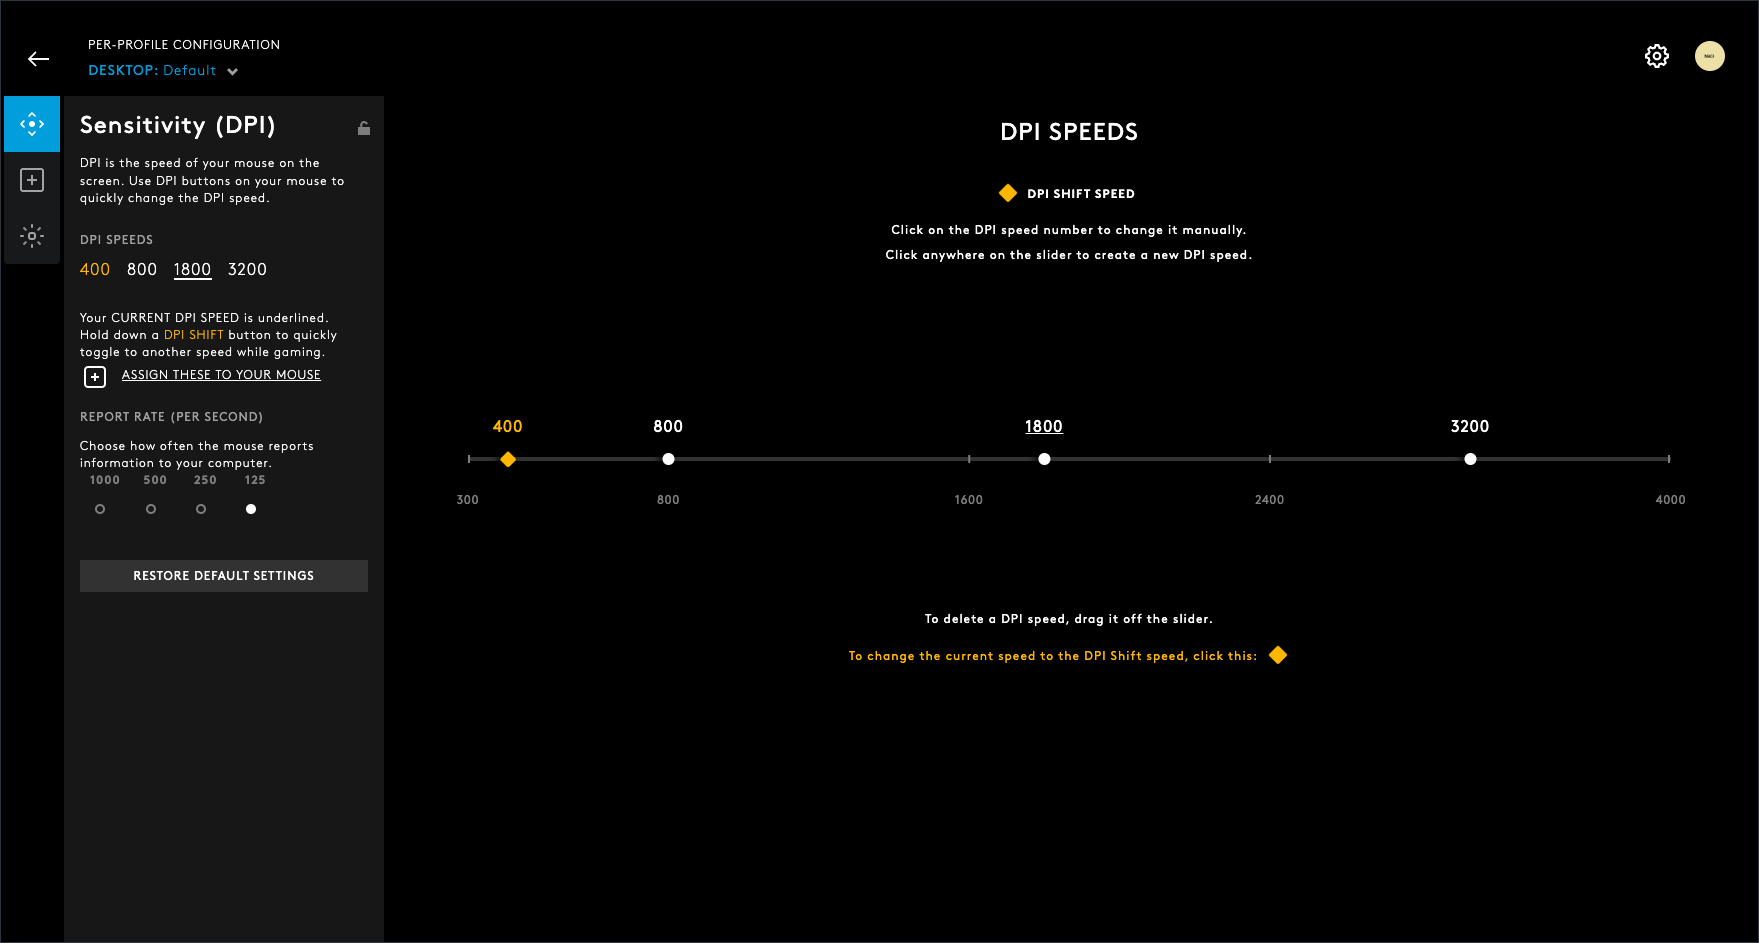 PER-PROFILE CONFIGURATION
DESKTOP: Default
Sensitivity (DPI)
DPI is the speed of your mouse on the
screen. Use DPI buttons on your mouse to
quickly change the DPI speed.
DPI SPEEDS
400 800 1800 3200
Your CURRENT DPI SPEED is underlined.
Hold down a DPI SHIFT button to quickly
toggle to another speed while gaming.
ASSIGN THESE TO YOUR MOUSE
REPORT RATE (PER SECOND)
Choose how often the mouse reports
information to your computer.
1000 500 250 125
RESTORE DEFAULT SETTINGS
DPI SPEEDS
DPI SHIFT SPEED
Click on the DPI speed number to change it manually.
Click anywhere on the slider to create a new DPI speed.
400 800 1800 3200
300 800 1600 2400 4000
To delete a DPI speed, drag it off the slider.
To change the current speed to the DPI Shift speed, click this: